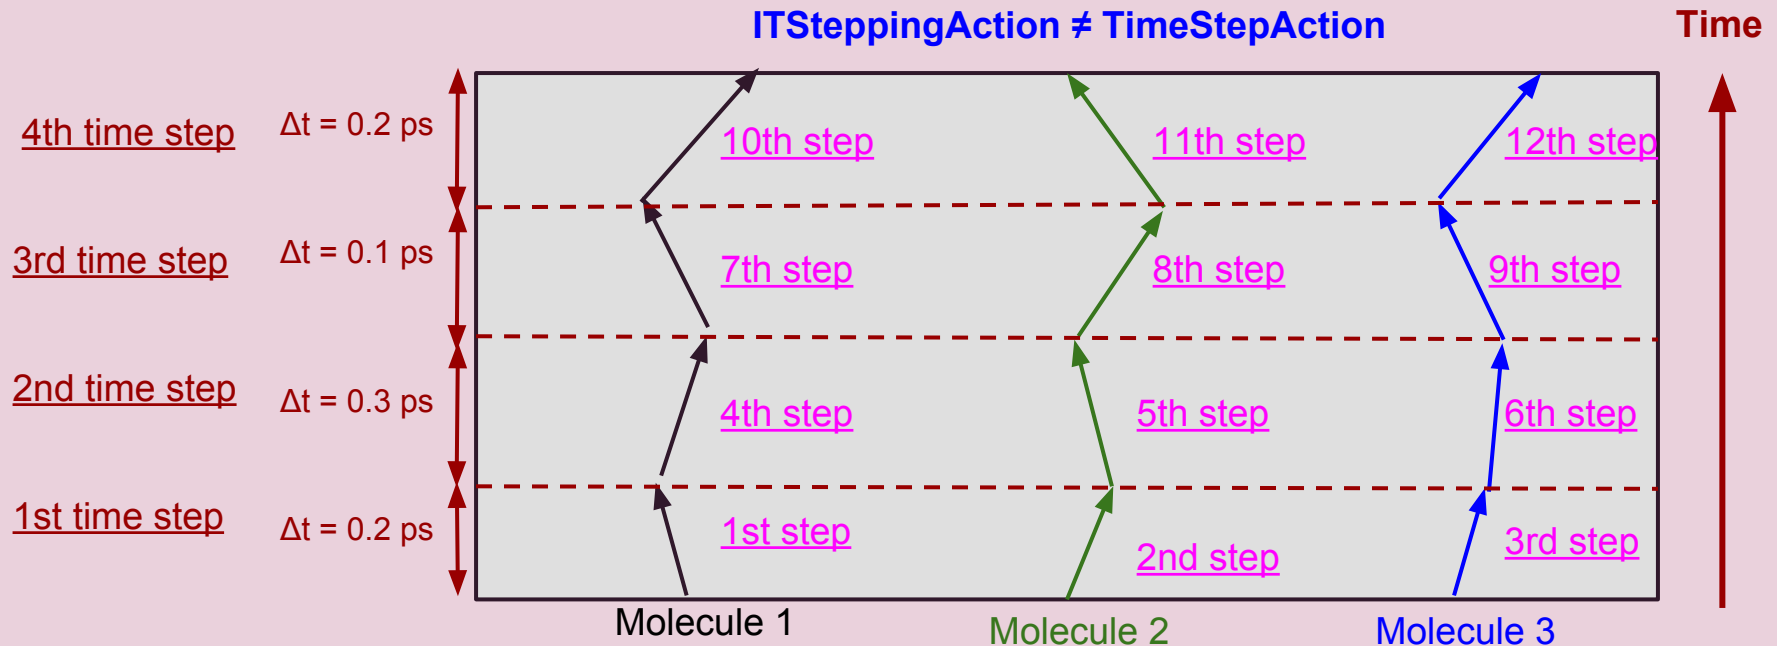 ITSteppingAction ≠ TimeStepAction
Time
4th time step
Δt = 0.2 ps
10th step
11th step
12th step
3rd time step
Δt = 0.1 ps
7th step
8th step
9th step
2nd time step
Δt = 0.3 ps
4th step
5th step
6th step
1st time step
Δt = 0.2 ps
1st step
2nd step
3rd step
Molecule 1
Molecule 2
Molecule 3